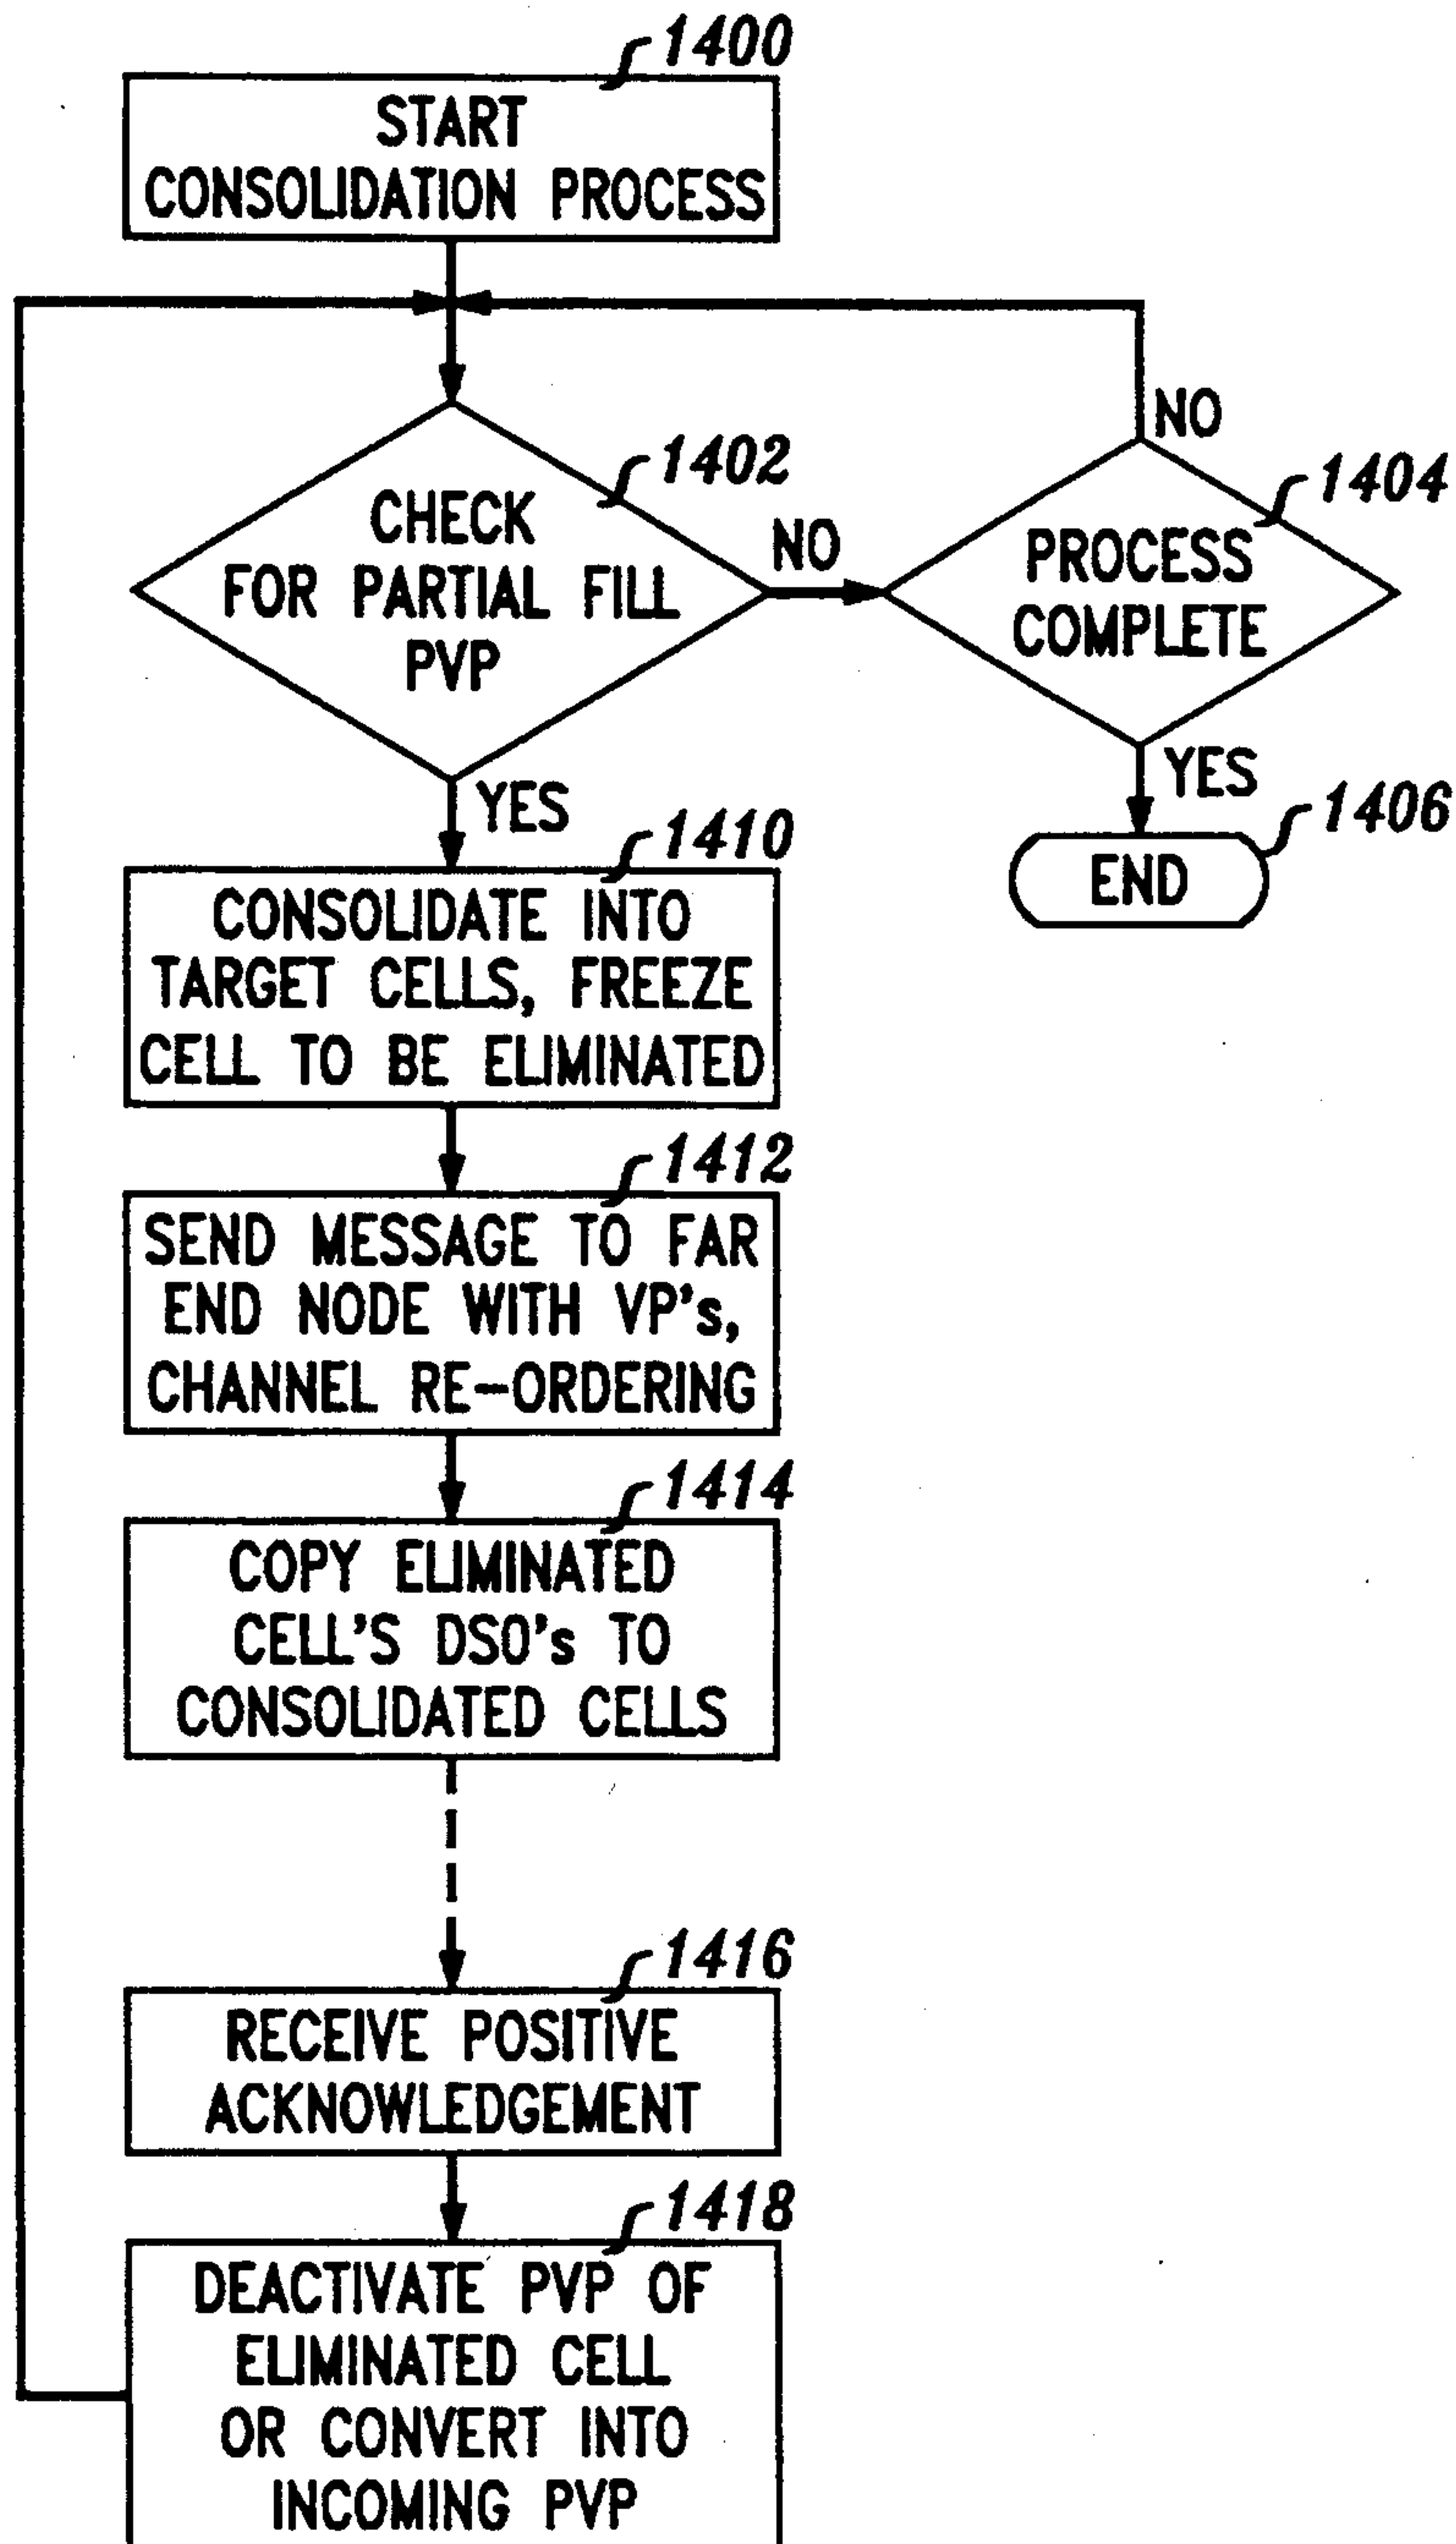 1400
START
CONSOLIDATION PROCESS
1402
CHECK
FOR PARTIAL FILL
PVP
NO
NO
1404
PROCESS
COMPLETE
YES
1406
END
YES
1410
CONSOLIDATE INTO
TARGET CELLS, FREEZE
CELL TO BE ELIMINATED
1412
SEND MESSAGE TO FAR
END NODE WITH VP's,
CHANNEL RE-ORDERING
1414
COPY ELIMINATED
CELL'S DS0's TO
CONSOLIDATED CELLS
1416
RECEIVE POSITIVE
ACKNOWLEDGEMENT
1418
DEACTIVATE PVP OF
ELIMINATED CELL
OR CONVERT INTO
INCOMING PVP